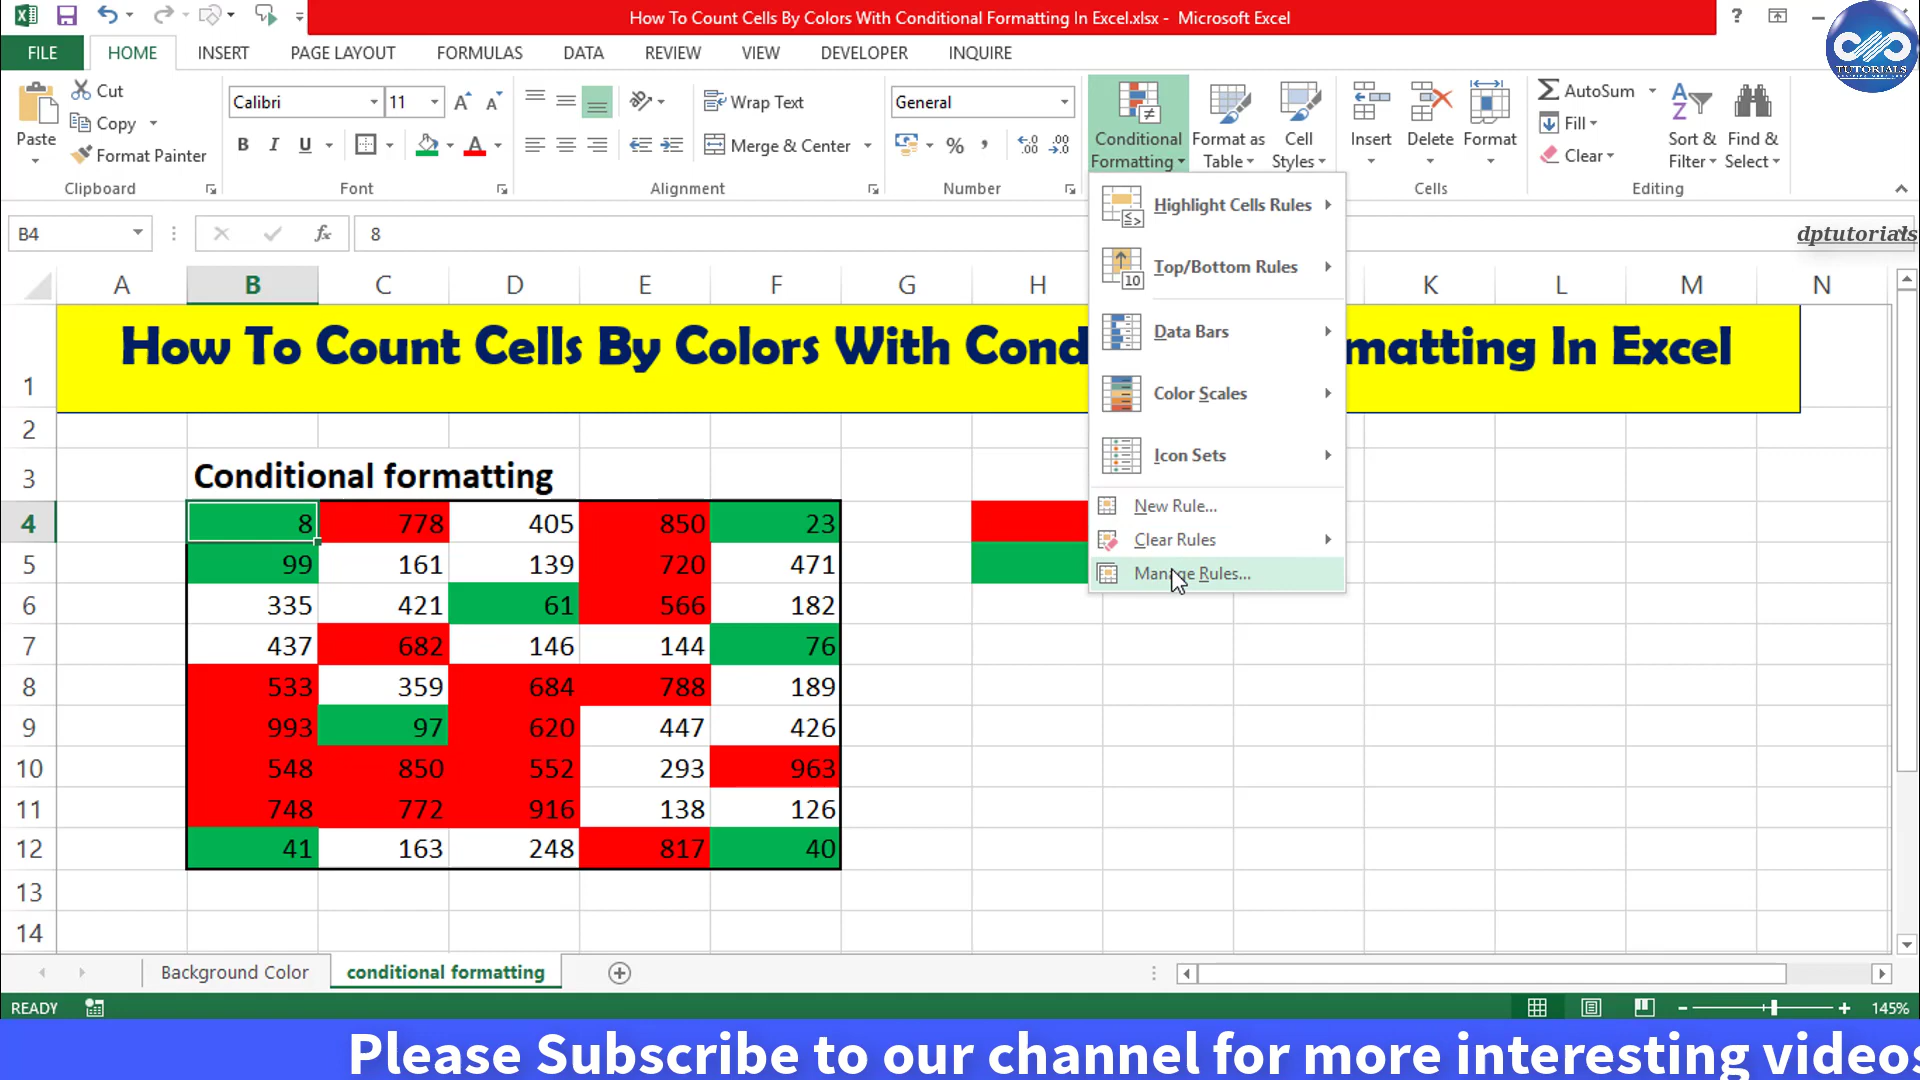 How To Count Cells By Colors With Conditional Formatting In Excel.xlsx - Microsoft Excel
?
FILE HOME INSERT PAGE LAYOUT FORMULAS DATA REVIEW VIEW DEVELOPER INQUIRE
TUTORIALS
Paste
Cut
Copy
Format Painter
Clipboard
Calibri 11
B I U
Font
Wrap Text
Merge & Center
Alignment
General
%
Number
Conditional Formatting
Format as Table
Cell Styles
Insert Delete Format
Cells
AutoSum
Fill
Clear
Sort & Filter
Find & Select
Editing
Highlight Cells Rules
Top/Bottom Rules
Data Bars
Color Scales
Icon Sets
New Rule...
Clear Rules
Manage Rules...
B4 fx 8
dptutorials
A B C D E F G H K L M N
1 How To Count Cells By Colors With Cond matting In Excel
2
3 Conditional formatting
4 8 778 405 850 23
5 99 161 139 720 471
6 335 421 61 566 182
7 437 682 146 144 76
8 533 359 684 788 189
9 993 97 620 447 426
10 548 850 552 293 963
11 748 772 916 138 126
12 41 163 248 817 40
13
14
Background Color conditional formatting
READY 145%
Please Subscribe to our channel for more interesting videos